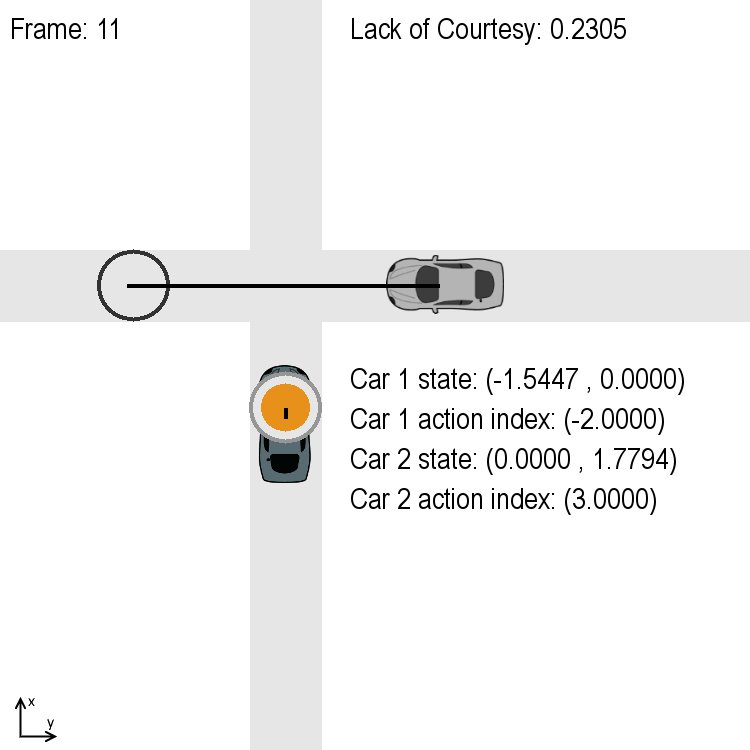 Frame: 11
Lack of Courtesy: 0.2305
Car 1 state: (-1.5447 , 0.0000)
Car 1 action index: (-2.0000)
Car 2 state: (0.0000 , 1.7794)
Car 2 action index: (3.0000)
x
y